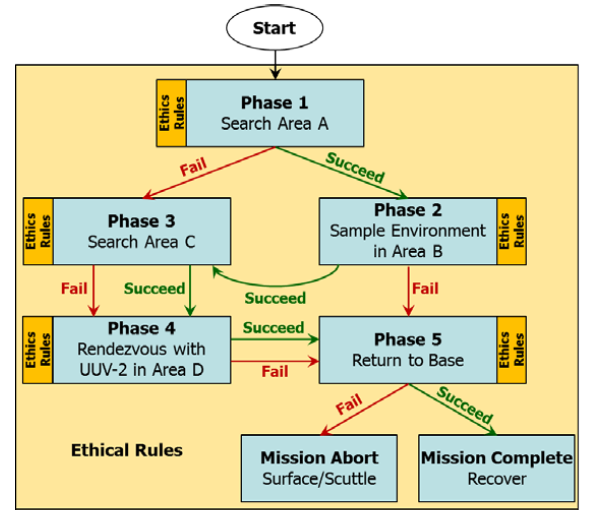 Start
Ethics
Rules
Phase 1
Search Area A
Fail
Succeed
Ethics
Rules
Phase 3
Search Area C
Phase 2
Sample Environment
in Area B
Ethics
Rules
Fail
Succeed
Succeed
Fail
Ethics
Rules
Phase 4
Rendezvous with
UUV-2 in Area D
Succeed
Fail
Phase 5
Return to Base
Ethics
Rules
Fail
Succeed
Ethical Rules
Mission Abort
Surface/Scuttle
Mission Complete
Recover